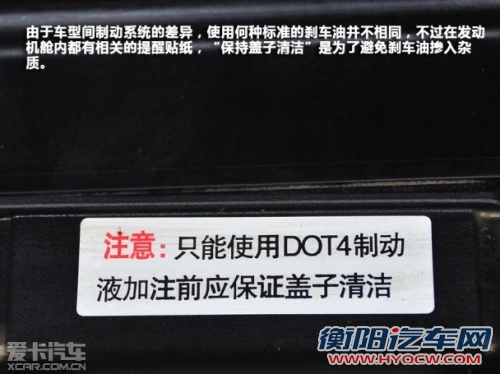 由于车型间制动系统的差异，使用何种标准的刹车油并不相同，不过在发动
机舱内都有相关的提醒贴纸，“保持盖子清洁”是为了避免刹车油掺入杂
质。
注意：只能使用DOT4制动
液加注前应保证盖子清洁
爱卡汽车
XCAR.COM.CN
衡阳汽车网
WWW.HYQCW.COM